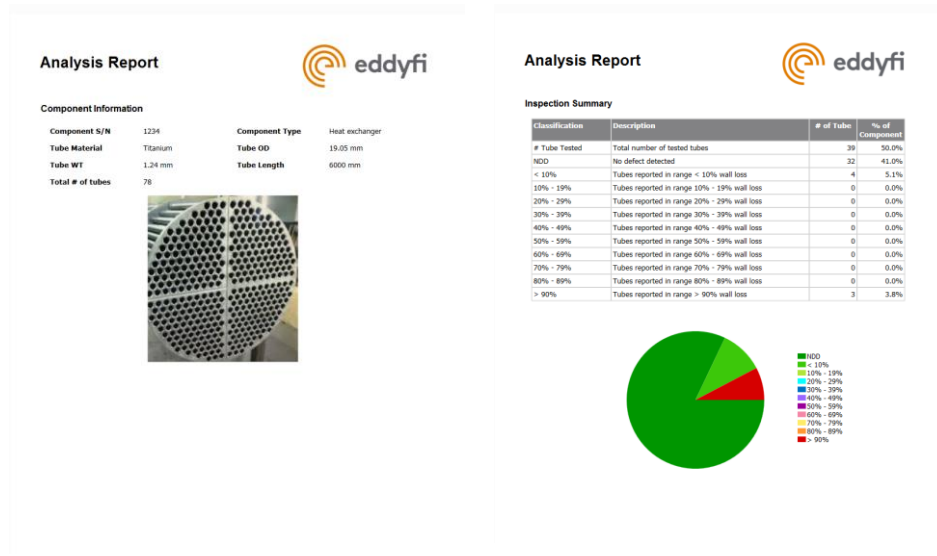 Analysis Report
eddyfi
Component Information
Component S/N 1234 Component Type Heat exchanger
Tube Material Titanium Tube OD 19.05 mm
Tube WT 1.24 mm Tube Length 6000 mm
Total # of tubes 78
Analysis Report
eddyfi
Inspection Summary
Classification Description # of Tube % of Component
# Tube Tested Total number of tested tubes 39 50.0%
NDD No defect detected 32 41.0%
< 10% Tubes reported in range < 10% wall loss 4 5.1%
10% - 19% Tubes reported in range 10% - 19% wall loss 0 0.0%
20% - 29% Tubes reported in range 20% - 29% wall loss 0 0.0%
30% - 39% Tubes reported in range 30% - 39% wall loss 0 0.0%
40% - 49% Tubes reported in range 40% - 49% wall loss 0 0.0%
50% - 59% Tubes reported in range 50% - 59% wall loss 0 0.0%
60% - 69% Tubes reported in range 60% - 69% wall loss 0 0.0%
70% - 79% Tubes reported in range 70% - 79% wall loss 0 0.0%
80% - 89% Tubes reported in range 80% - 89% wall loss 0 0.0%
> 90% Tubes reported in range > 90% wall loss 3 3.8%
NDD
< 10%
10% - 19%
20% - 29%
30% - 39%
40% - 49%
50% - 59%
60% - 69%
70% - 79%
80% - 89%
> 90%